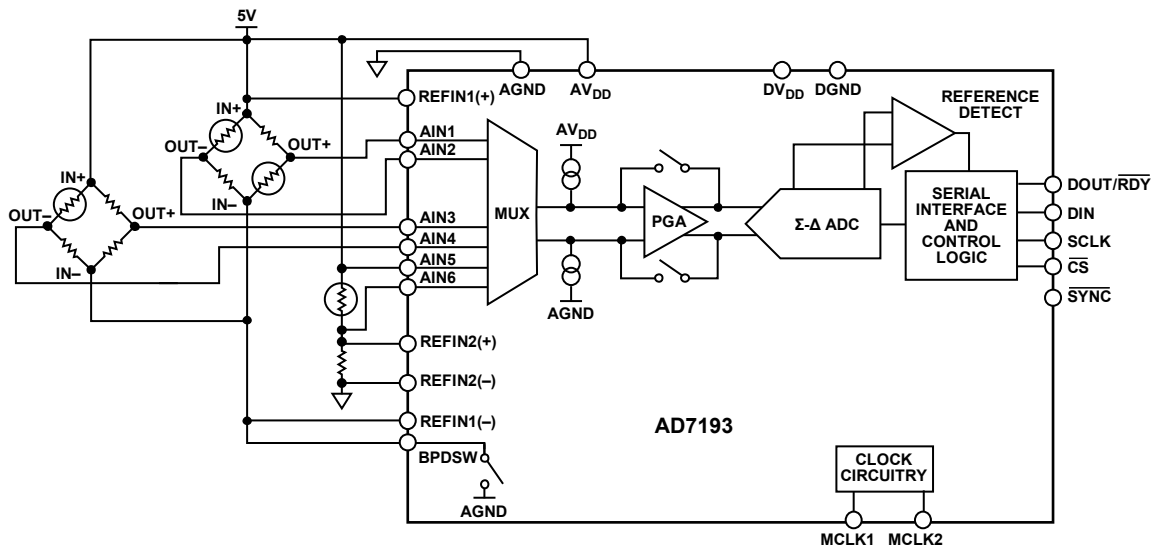 5V
AGND
AVDD
DVDD
DGND
REFIN1(+)
REFERENCE
DETECT
IN+
AIN1
AVDD
OUT–
OUT+
AIN2
DOUT/RDY
IN+
SERIAL
INTERFACE
AND
CONTROL
LOGIC
IN–
MUX
PGA
Σ-Δ ADC
DIN
OUT–
OUT+
AIN3
SCLK
AIN4
AIN5
CS
IN–
AIN6
AGND
SYNC
REFIN2(+)
REFIN2(–)
REFIN1(–)
AD7193
BPDSW
CLOCK
CIRCUITRY
AGND
MCLK1
MCLK2